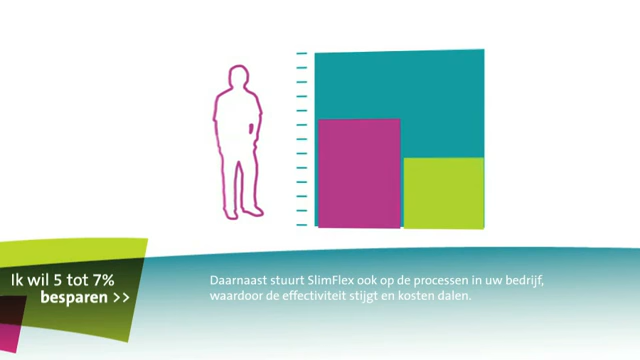 Ik wil 5 tot 7%
besparen >>
Daarnaast stuurt SlimFlex ook op de processen in uw bedrijf,
waardoor de effectiviteit stijgt en kosten dalen.